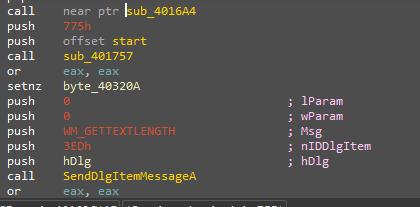 call near ptr sub_4016A4
push 775h
push offset start
call sub_401757
or eax, eax
setnz byte_40320A
push 0 ; lParam
push 0 ; wParam
push WM_GETTEXTLENGTH ; Msg
push 3EDh ; nIDDlgItem
push hDlg ; hDlg
call SendDlgItemMessageA
or eax, eax